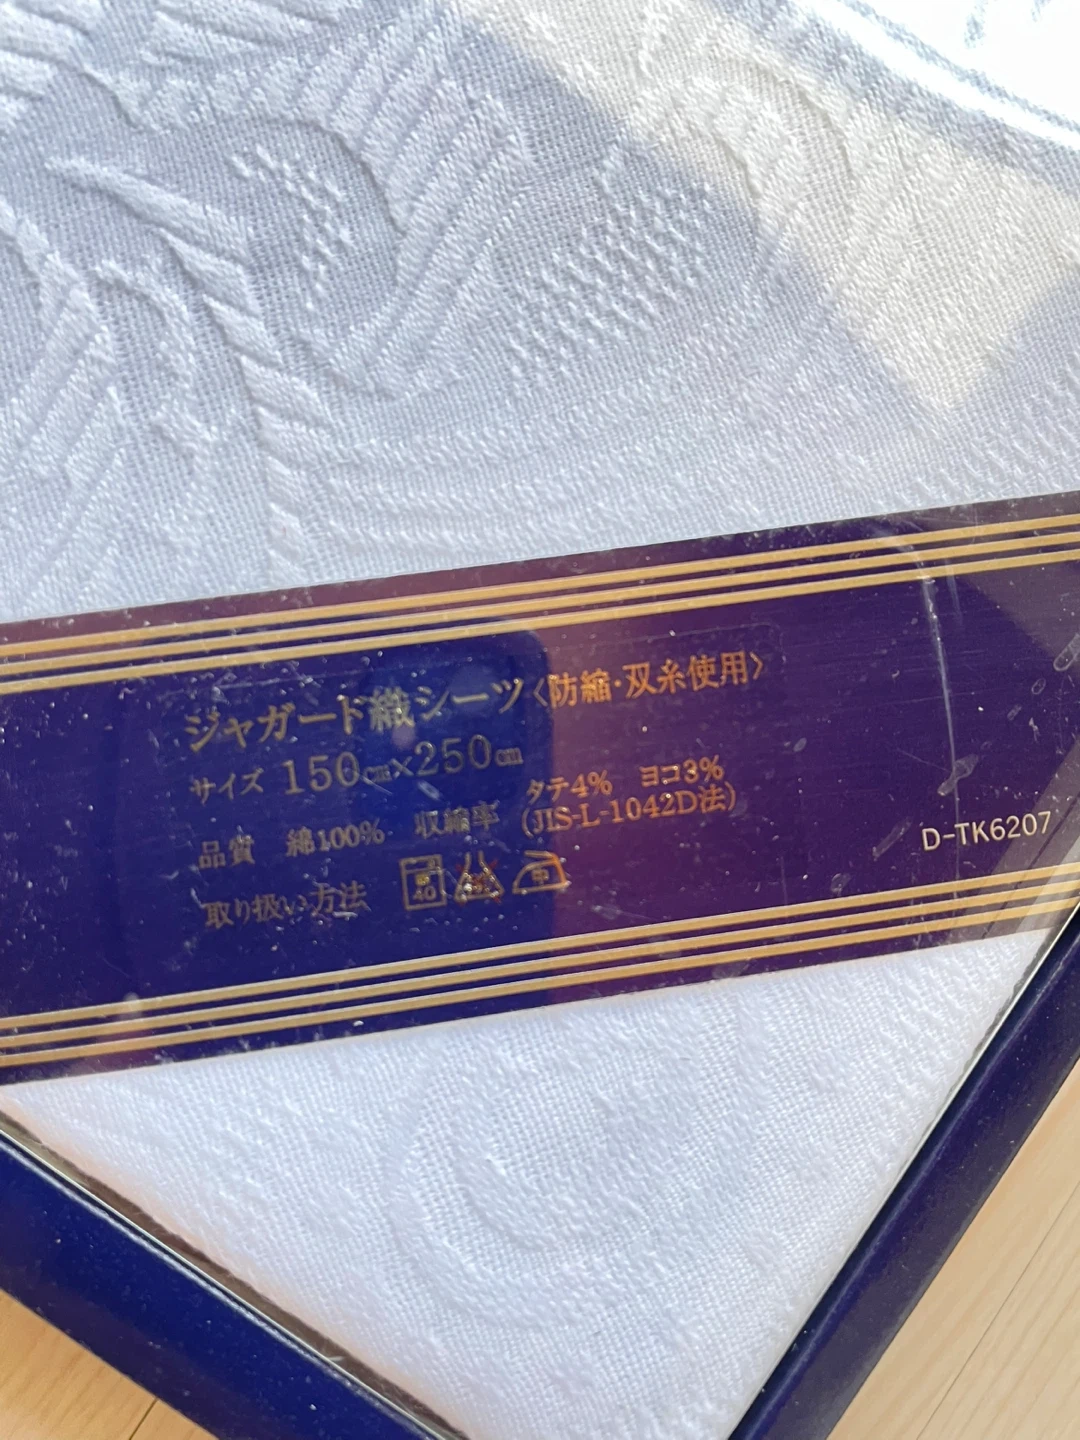 ジャガード織シーツ〈防縮・双糸使用〉
サイズ 150㎝×250㎝
品質 綿100% 収縮率 タテ4% ヨコ3%
(JIS-L-1042D法)
取り扱い方法 40 中
D-TK6207